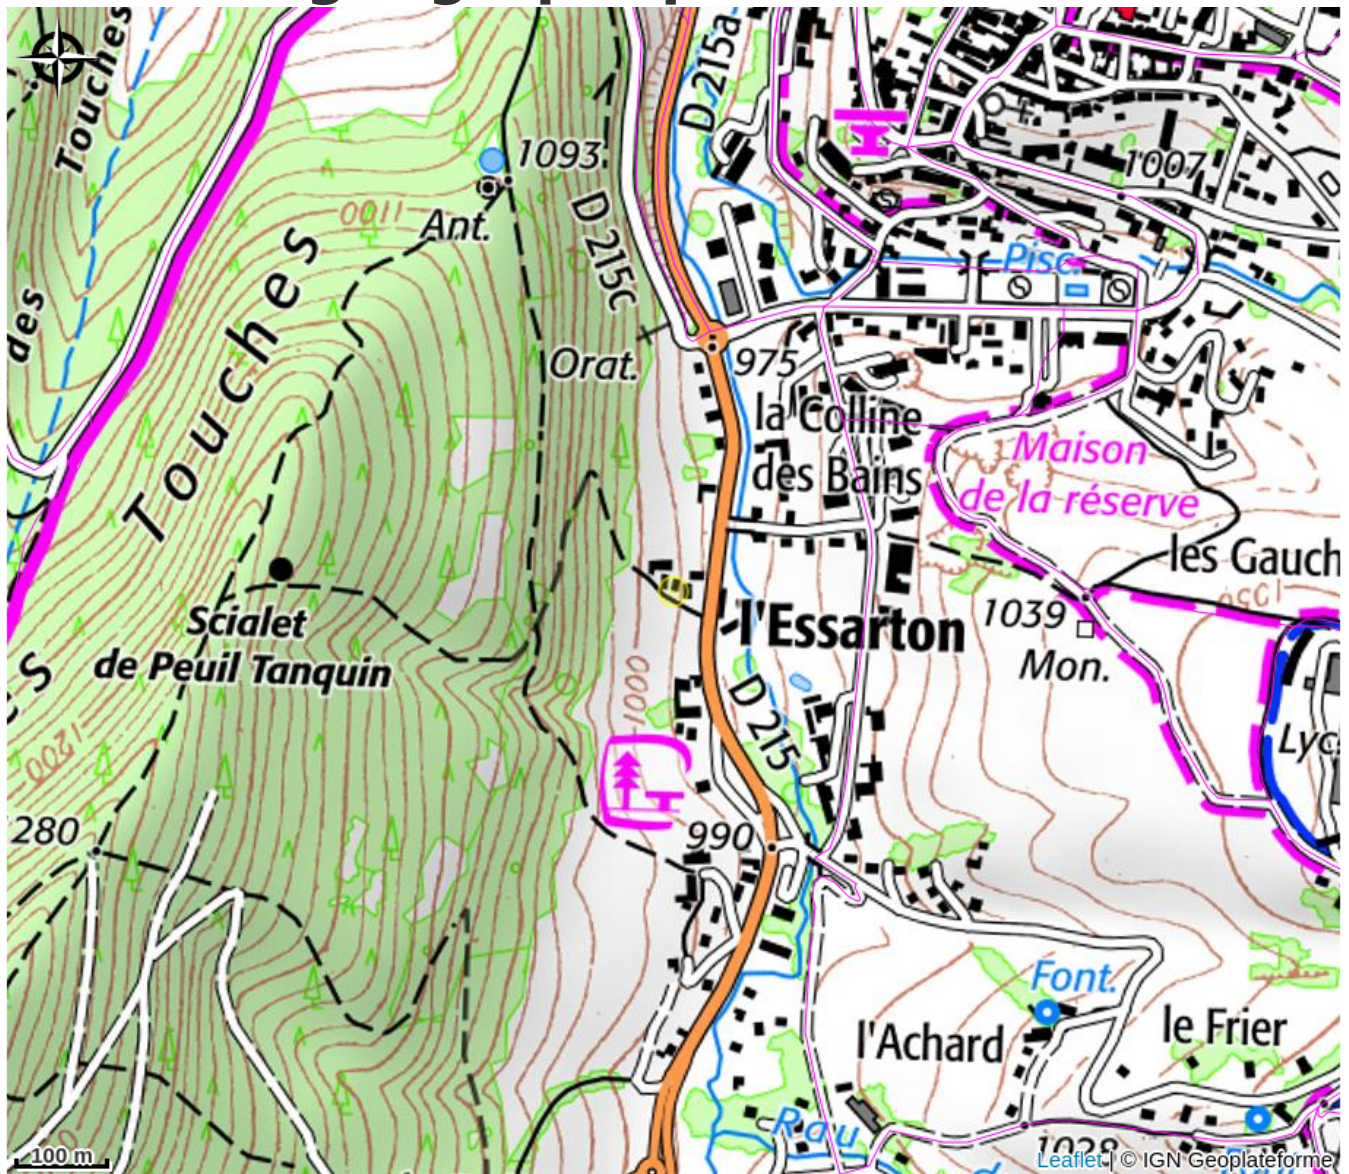 Touches
D 215a
1093
1007
1100
Ant.
D 215c
Pisc.
des
Touches
Orat.
975
la Colline
des Bains
Maison
de la réserve
les Gauch
1050
Scialet
de Peuil Tanquin
l'Essarton
1039
Mon.
1000
D 215
Lyc
1200
280
990
Font.
l'Achard
le Frier
Rau
1028
100 m
Leaflet | © IGN Geoplateforme